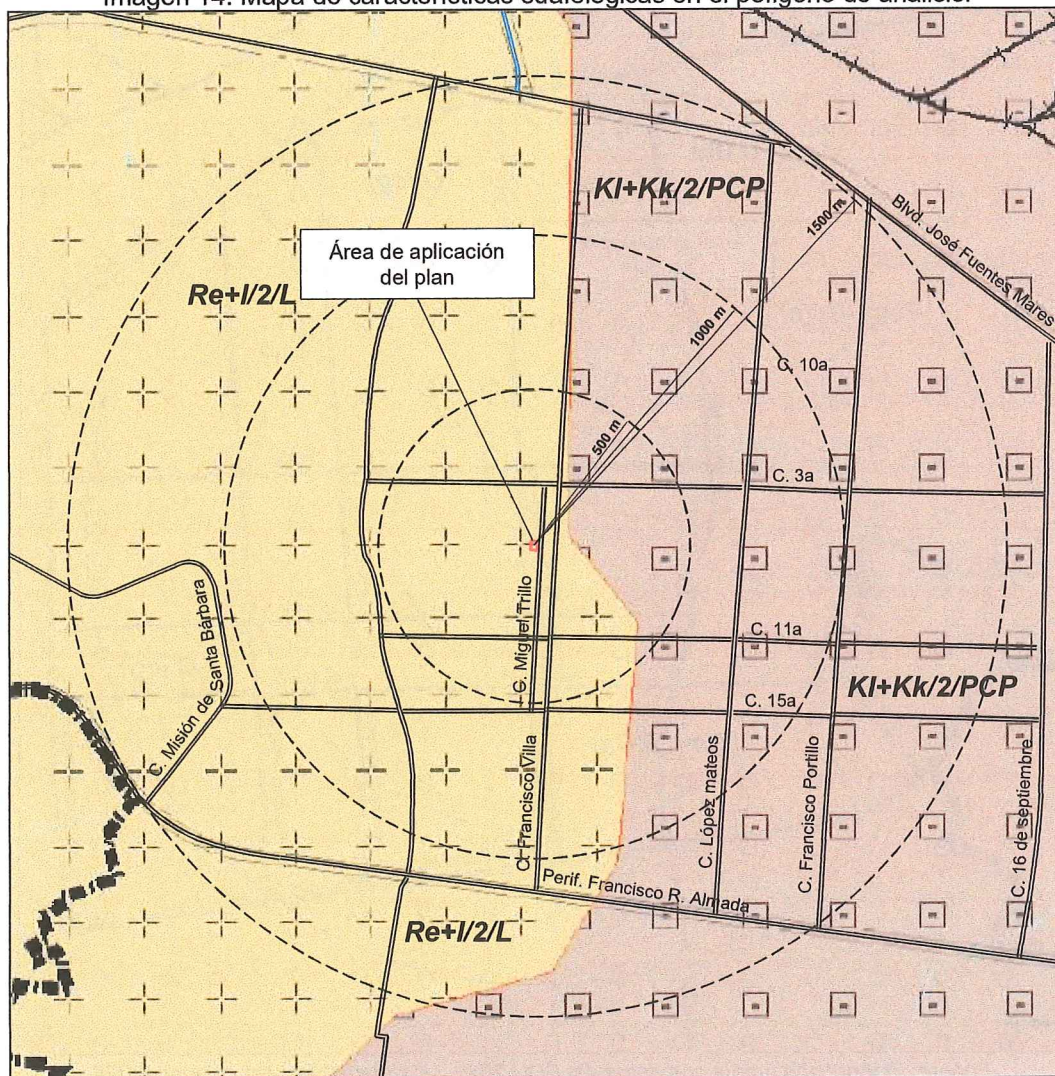 Imagen 14. Mapa de características edafológicas en el polígono de análisis.
Kl+Kk/2/PCP
1500 m
Blvd. José Fuentes Mares
Área de aplicación
del plan
Re+I/2/L
1000 m
C. 10a
500 m
C. 3a
C. Misión de Santa Bárbara
G. Miguel Trillo
C. 11a
Kl+Kk/2/PCP
C. 15a
C. Francisco Villa
C. López mateos
C. Francisco Portillo
C. 16 de septiembre
Perif. Francisco R. Almada
Re+I/2/L